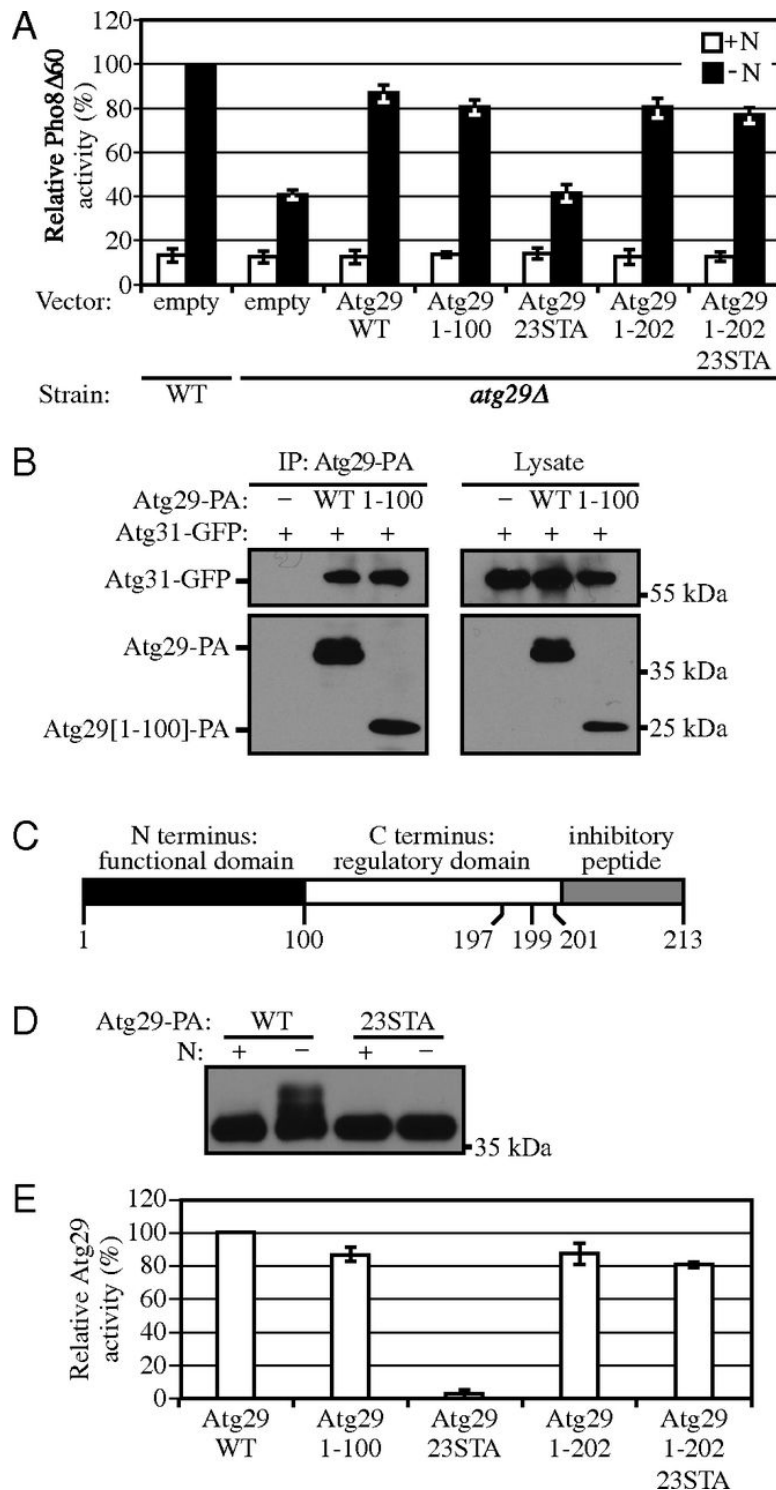 A
Relative Pho8Δ60
activity (%)
120
100
80
60
40
20
0
+N
-N
Vector: empty empty Atg29 Atg29 Atg29 Atg29 Atg29
WT 1-100 23STA 1-202 1-202
23STA
Strain: WT atg29Δ
B
IP: Atg29-PA Lysate
Atg29-PA: – WT 1-100 – WT 1-100
Atg31-GFP: + + + + + +
Atg31-GFP
55 kDa
Atg29-PA
35 kDa
Atg29[1-100]-PA
25 kDa
C
N terminus: C terminus: inhibitory
functional domain regulatory domain peptide
1 100 197 199 201 213
D
Atg29-PA: WT 23STA
N: + – + –
35 kDa
E
Relative Atg29
activity (%)
120
100
80
60
40
20
0
Atg29 Atg29 Atg29 Atg29 Atg29
WT 1-100 23STA 1-202 1-202
23STA